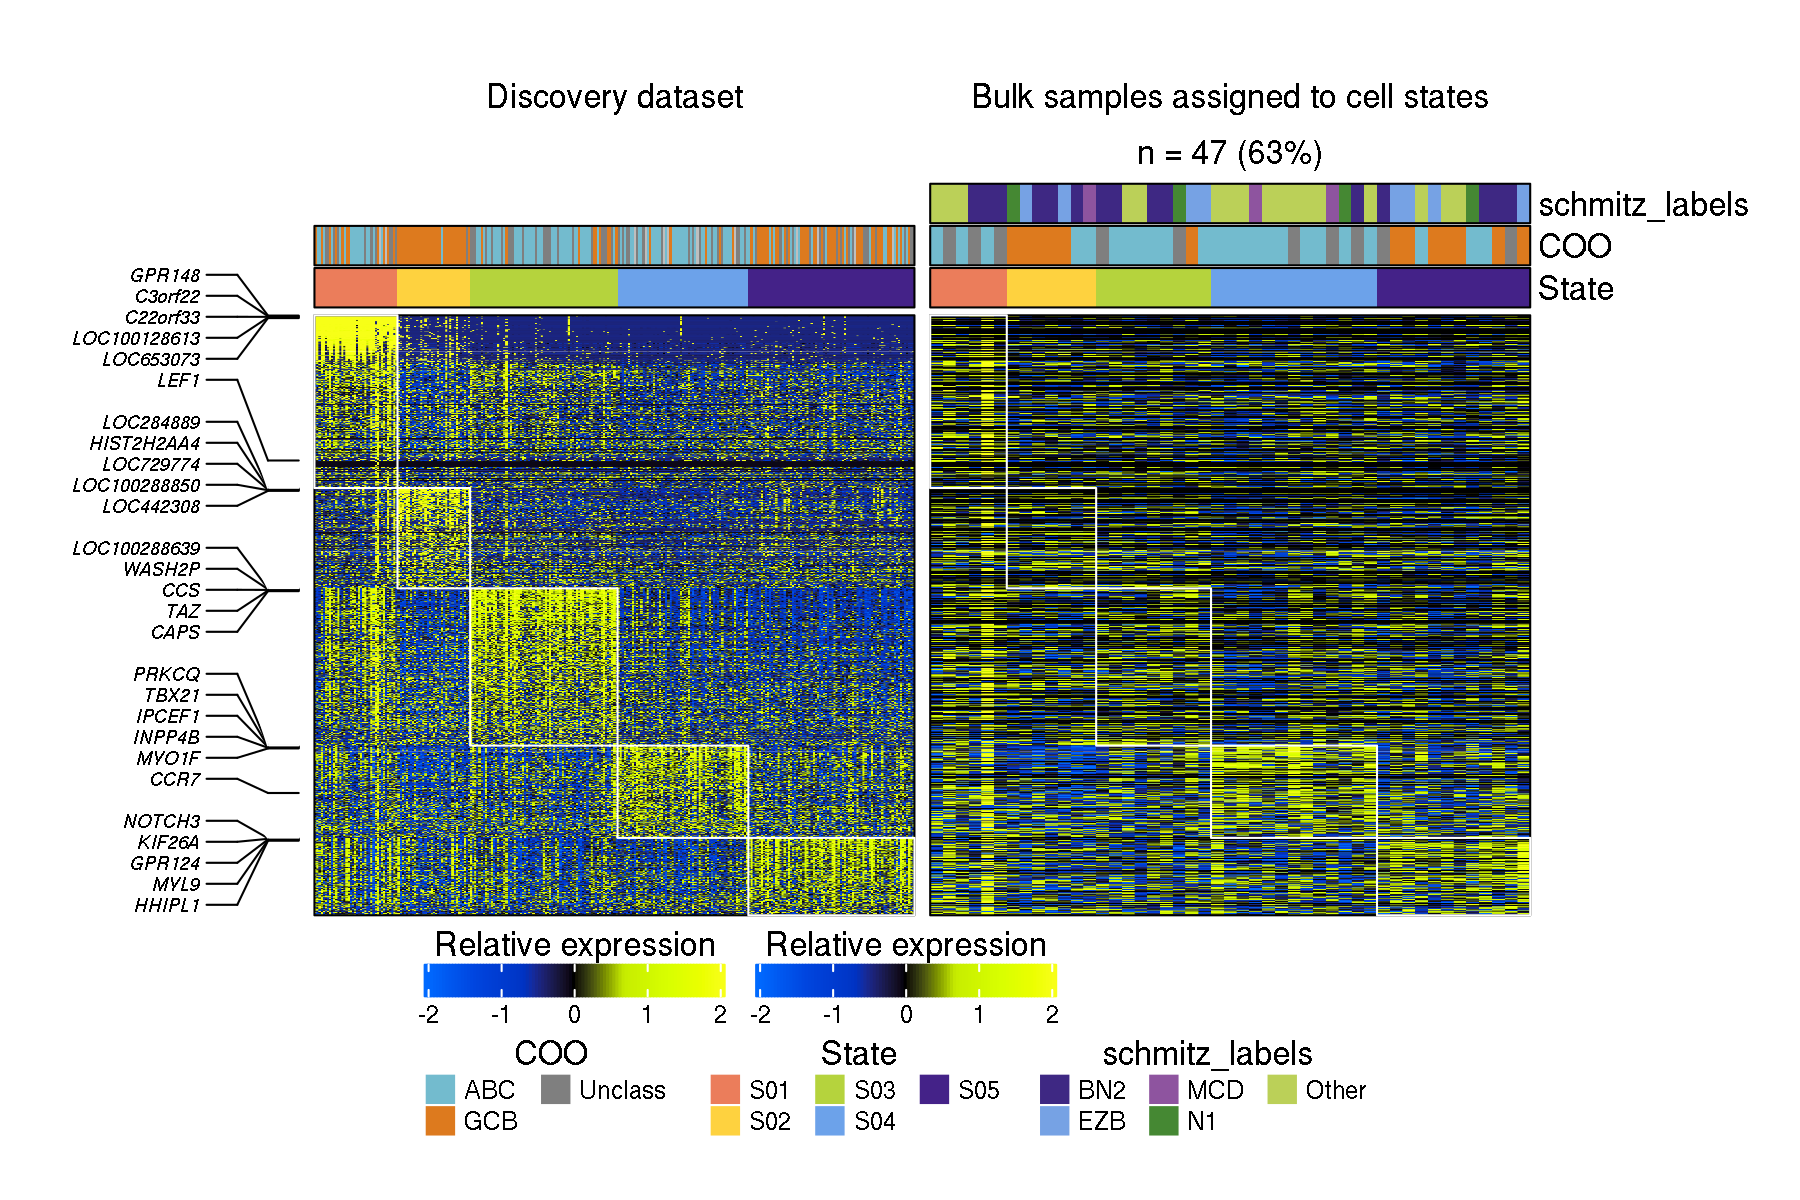 Discovery dataset
Bulk samples assigned to cell states
n = 47 (63%)
schmitz_labels
COO
State
GPR148
C3orf22
C22orf33
LOC100128613
LOC653073
LEF1
LOC284889
HIST2H2AA4
LOC729774
LOC100288850
LOC442308
LOC100288639
WASH2P
CCS
TAZ
CAPS
PRKCQ
TBX21
IPCEF1
INPP4B
MYO1F
CCR7
NOTCH3
KIF26A
GPR124
MYL9
HHIPL1
Relative expression Relative expression
-2 -1 0 1 2 -2 -1 0 1 2
COO State schmitz_labels
ABC Unclass S01 S03 S05 BN2 MCD Other
GCB S02 S04 EZB N1